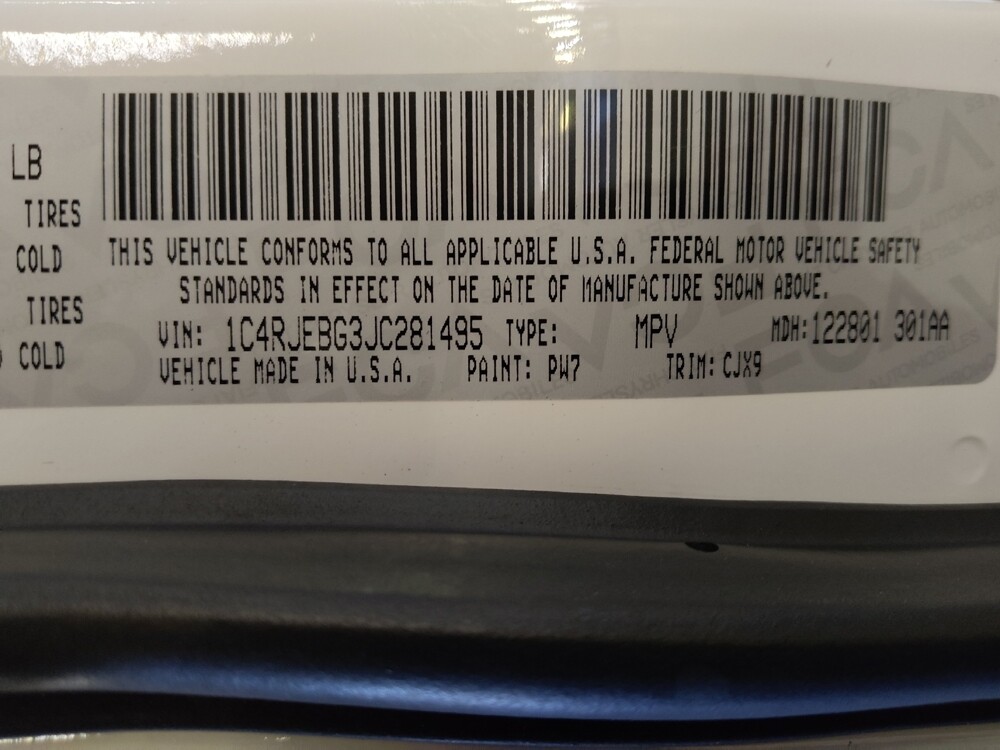 LB
TIRES
COLD
TIRES
COLD
THIS VEHICLE CONFORMS TO ALL APPLICABLE U.S.A. FEDERAL MOTOR VEHICLE SAFETY
STANDARDS IN EFFECT ON THE DATE OF MANUFACTURE SHOWN ABOVE.
VIN: 1C4RJEBG3JC281495 TYPE: MPV MDH:122801 301AA
VEHICLE MADE IN U.S.A. PAINT: PW7 TRIM: CJX9